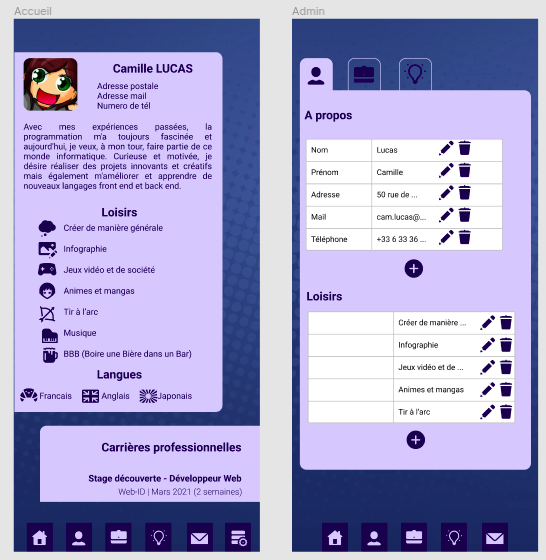 Accueil
Camille LUCAS
Adresse postale
Adresse mail
Numero de tél
Avec mes expériences passées, la
programmation m'a toujours fascinée et
aujourd'hui, je veux, à mon tour, faire partie de ce
monde informatique. Curieuse et motivée, je
désire réaliser des projets innovants et créatifs
mais également m'améliorer et apprendre de
nouveaux langages front end et back end.
Loisirs
Créer de manière générale
Infographie
Jeux vidéo et de société
Animes et mangas
Tir à l'arc
Musique
BBB (Boire une Bière dans un Bar)
Langues
Francais Anglais Japonais
Carrières professionnelles
Stage découverte - Développeur Web
Web-ID | Mars 2021 (2 semaines)
Admin
A propos
Nom Lucas
Prénom Camille
Adresse 50 rue de ...
Mail cam.lucas@...
Téléphone +33 6 33 36 ...
Loisirs
Créer de manière ...
Infographie
Jeux vidéo et de ...
Animes et mangas
Tir à l'arc